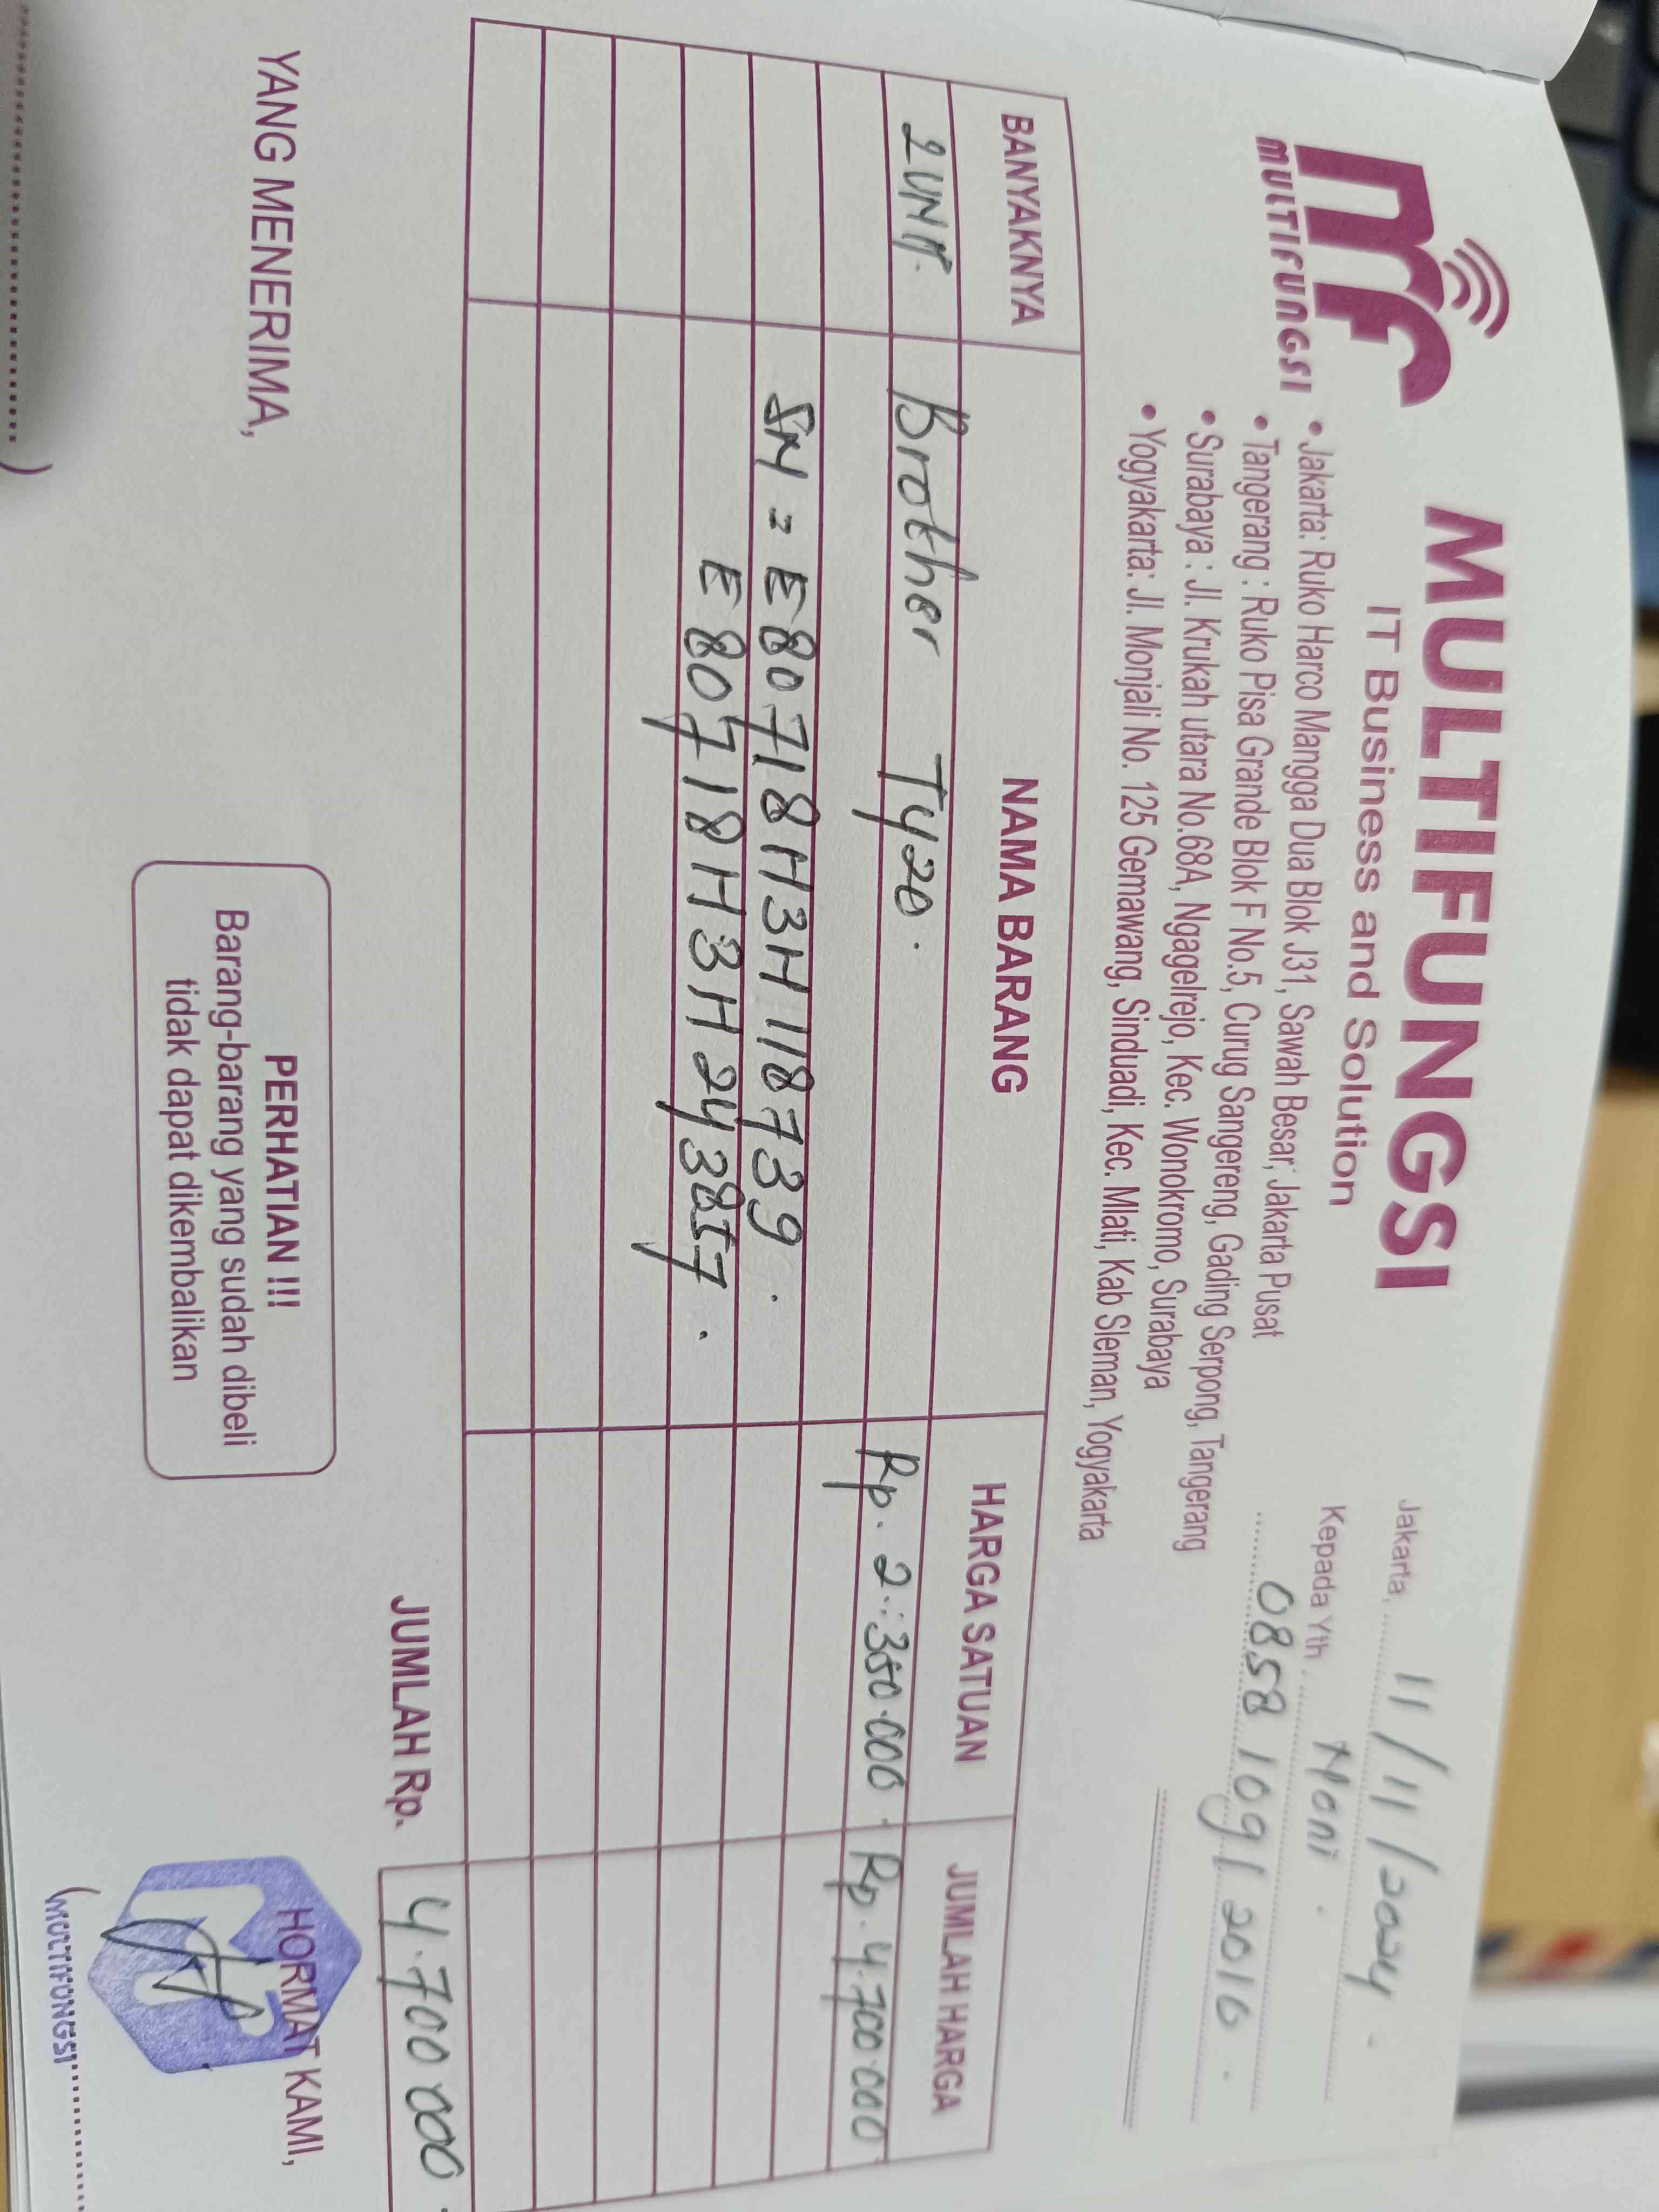 MULTIFUNGSI
MULTIFUNGSI
IT Business and Solution
• Jakarta: Ruko Harco Mangga Dua Blok J31, Sawah Besar, Jakarta Pusat
• Tangerang : Ruko Pisa Grande Blok F No.5, Curug Sangereng, Gading Serpong, Tangerang
• Surabaya : Jl. Krukah utara No.68A, Ngagelrejo, Kec. Wonokromo, Surabaya
• Yogyakarta: Jl. Monjali No. 125 Gemawang, Sinduadi, Kec. Mlati, Kab Sleman, Yogyakarta
Jakarta, 11/11/2024.
Kepada Yth Noni.
0858 1091 2016.
BANYAKNYA NAMA BARANG HARGA SATUAN JUMLAH HARGA
2 Unit. Brother T420. Rp. 2.350.000. Rp. 4.700.000
SN = E80718H3H118739.
E80718H3H243857.
JUMLAH Rp. 4.700.000.
YANG MENERIMA,
PERHATIAN !!!
Barang-barang yang sudah dibeli
tidak dapat dikembalikan
HORMAT KAMI,
(MULTIFUNGSI